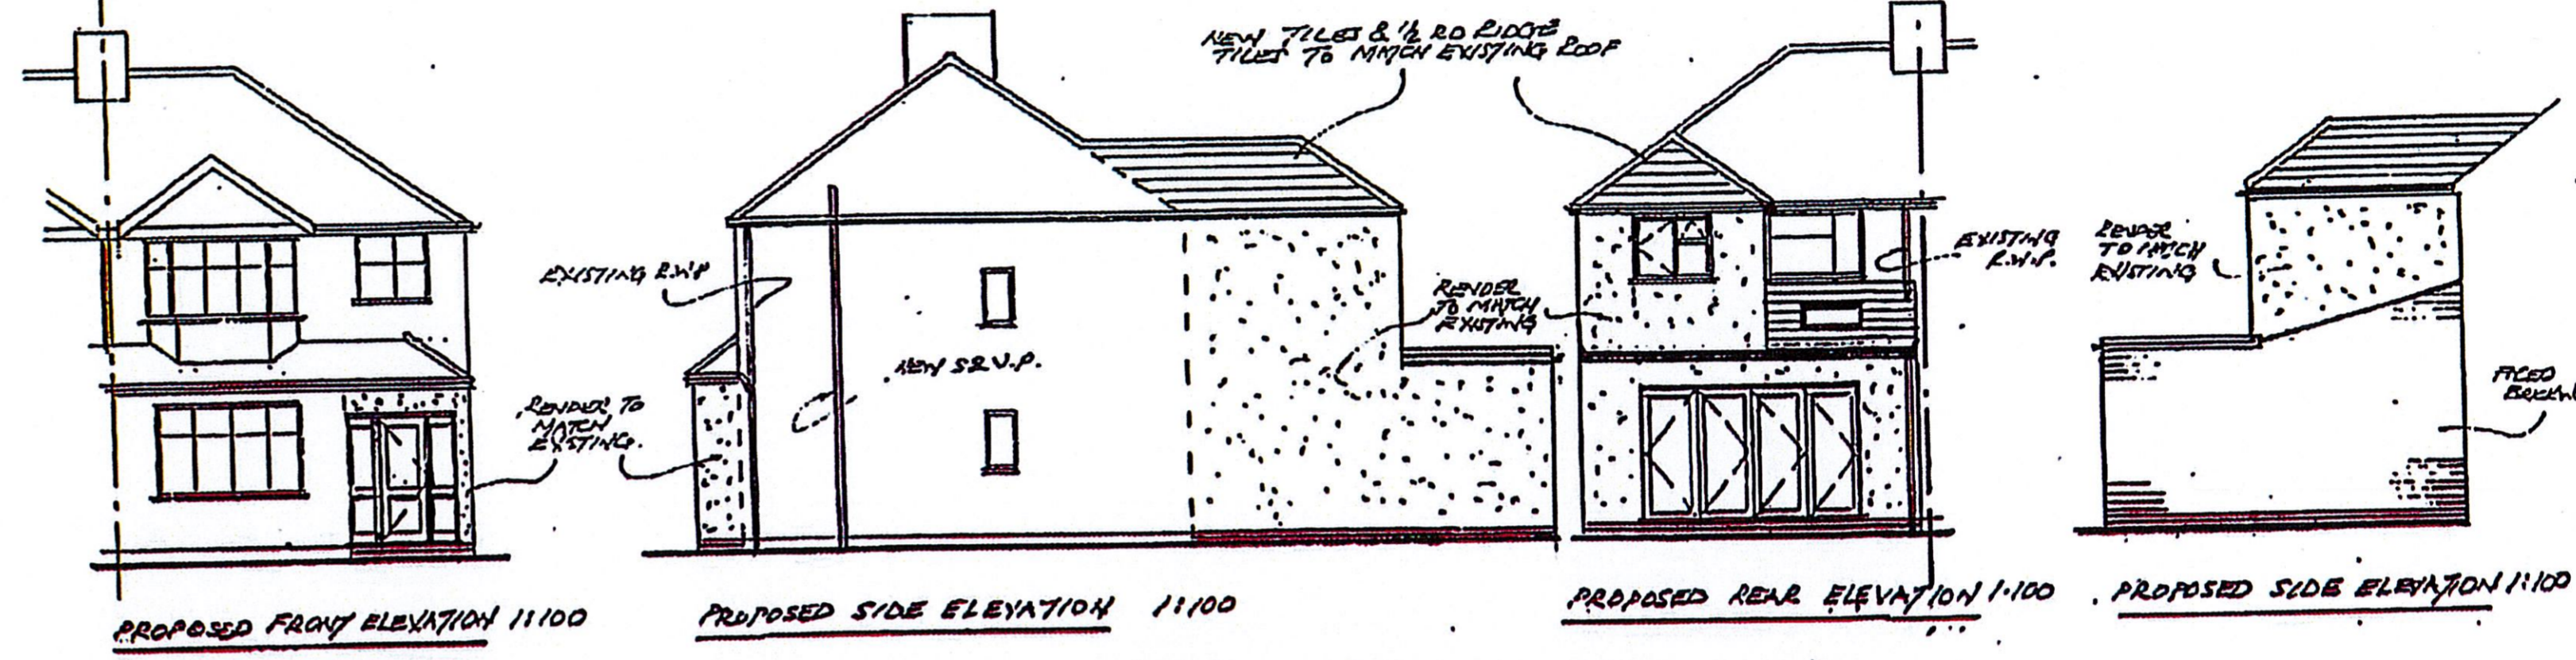 NEW TILES & ½ RD RIDGE
TILES TO MATCH EXISTING ROOF
EXISTING R.W.P
NEW S&V.P.
RENDER TO
MATCH
EXISTING.
RENDER
TO MATCH
EXISTING
EXISTING
R.W.P.
RENDER
TO MATCH
EXISTING
FACED
PROPOSED FRONT ELEVATION 1:100
PROPOSED SIDE ELEVATION 1:100
PROPOSED REAR ELEVATION 1:100
PROPOSED SIDE ELEVATION 1:100